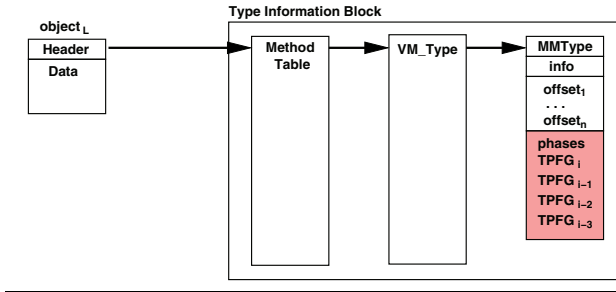 Type Information Block
object L
Header
Data
Method
Table
VM_Type
MMType
info
offset1
. . .
offsetn
phases
TPFG i
TPFG i−1
TPFG i−2
TPFG i−3